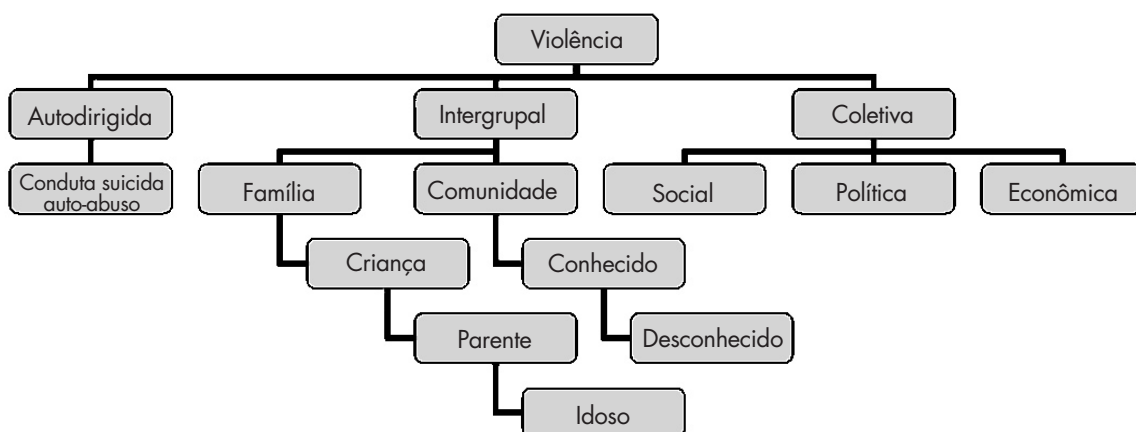 Violência
Autodirigida
Intergrupal
Coletiva
Conduta suicida
auto-abuso
Família
Comunidade
Social
Política
Econômica
Criança
Conhecido
Parente
Desconhecido
Idoso